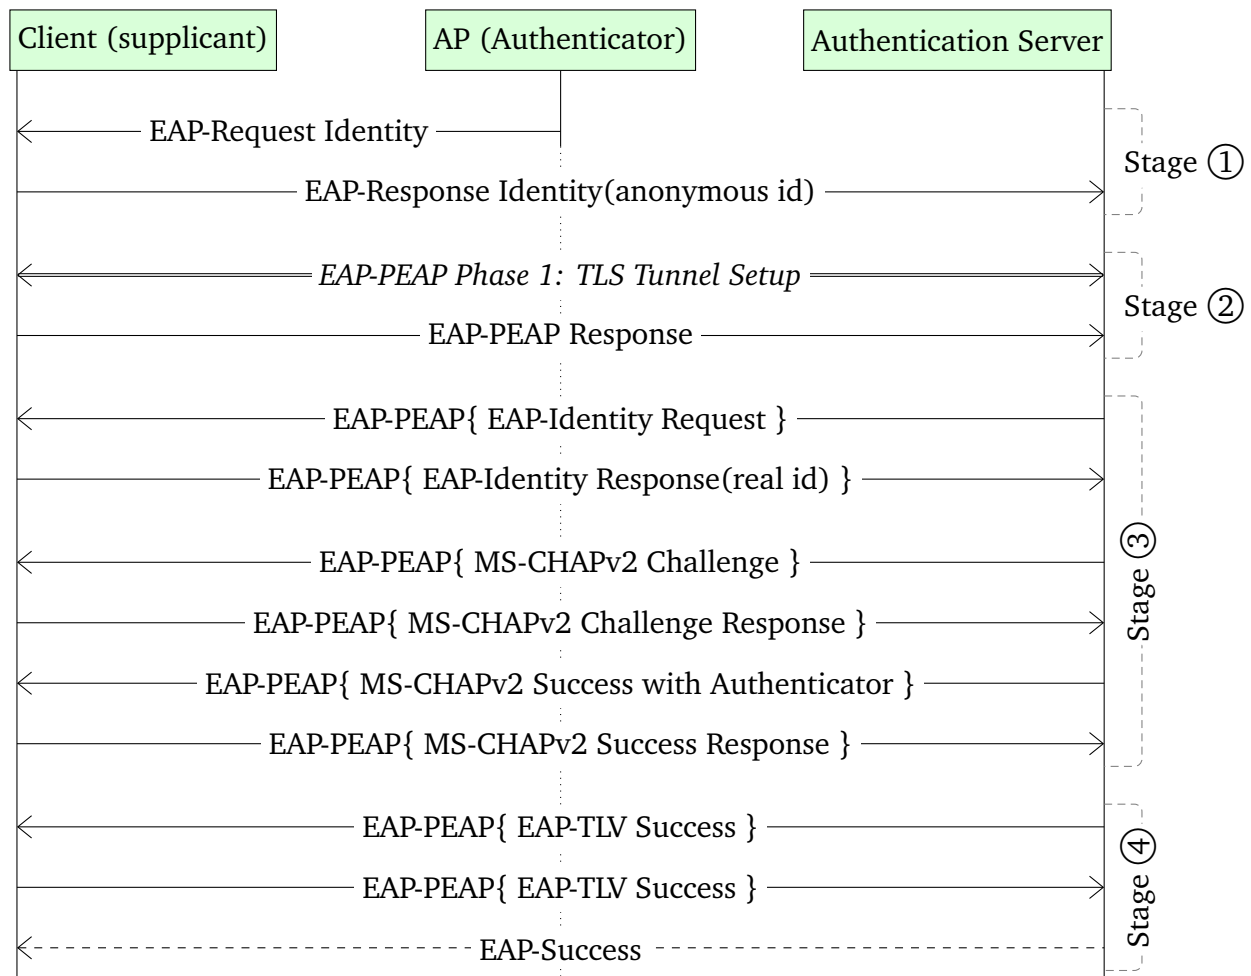 Client (supplicant)
AP (Authenticator)
Authentication Server
EAP-Request Identity
Stage ①
EAP-Response Identity(anonymous id)
EAP-PEAP Phase 1: TLS Tunnel Setup
Stage ②
EAP-PEAP Response
EAP-PEAP{ EAP-Identity Request }
EAP-PEAP{ EAP-Identity Response(real id) }
EAP-PEAP{ MS-CHAPv2 Challenge }
Stage ③
EAP-PEAP{ MS-CHAPv2 Challenge Response }
EAP-PEAP{ MS-CHAPv2 Success with Authenticator }
EAP-PEAP{ MS-CHAPv2 Success Response }
EAP-PEAP{ EAP-TLV Success }
Stage ④
EAP-PEAP{ EAP-TLV Success }
EAP-Success